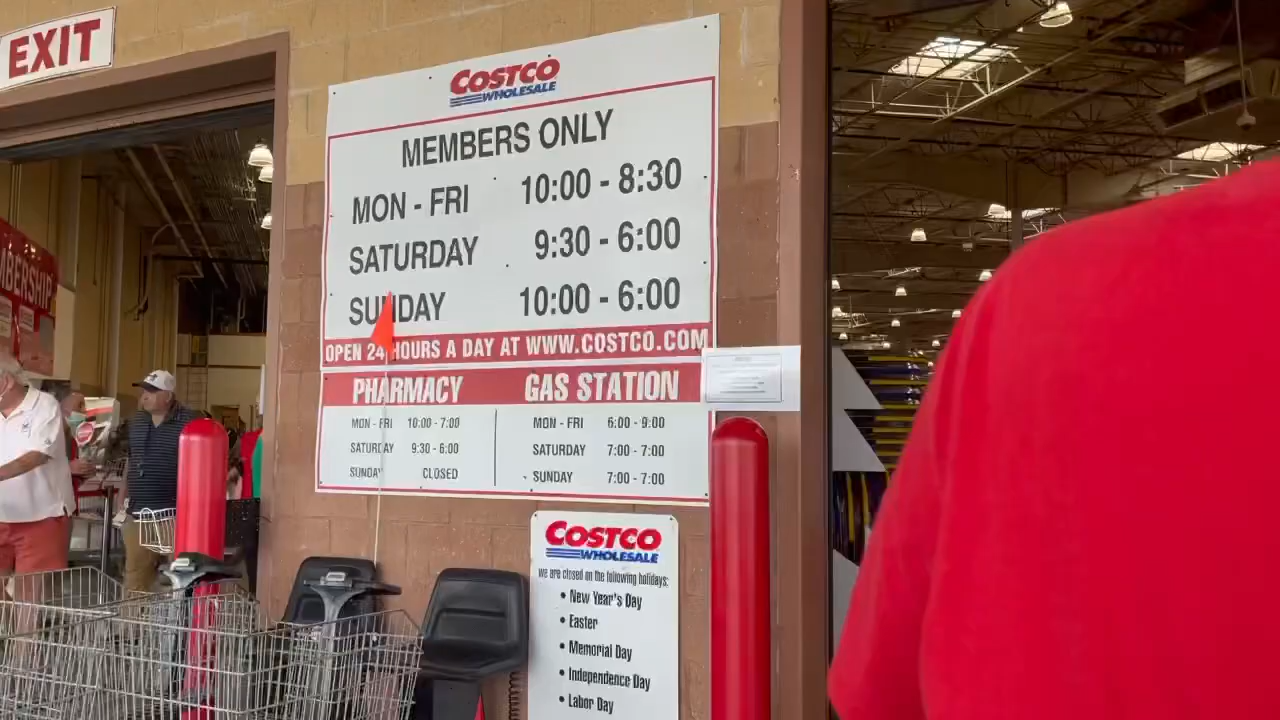 EXIT
COSTCO
WHOLESALE
MEMBERS ONLY
MON - FRI 10:00 - 8:30
SATURDAY 9:30 - 6:00
SUNDAY 10:00 - 6:00
OPEN 24 HOURS A DAY AT WWW.COSTCO.COM
PHARMACY
MON - FRI 10:00 - 7:00
SATURDAY 9:30 - 6:00
SUNDAY CLOSED
GAS STATION
MON - FRI 6:00 - 9:00
SATURDAY 7:00 - 7:00
SUNDAY 7:00 - 7:00
COSTCO
WHOLESALE
we are closed on the following holidays:
• New Year's Day
• Easter
• Memorial Day
• Independence Day
• Labor Day